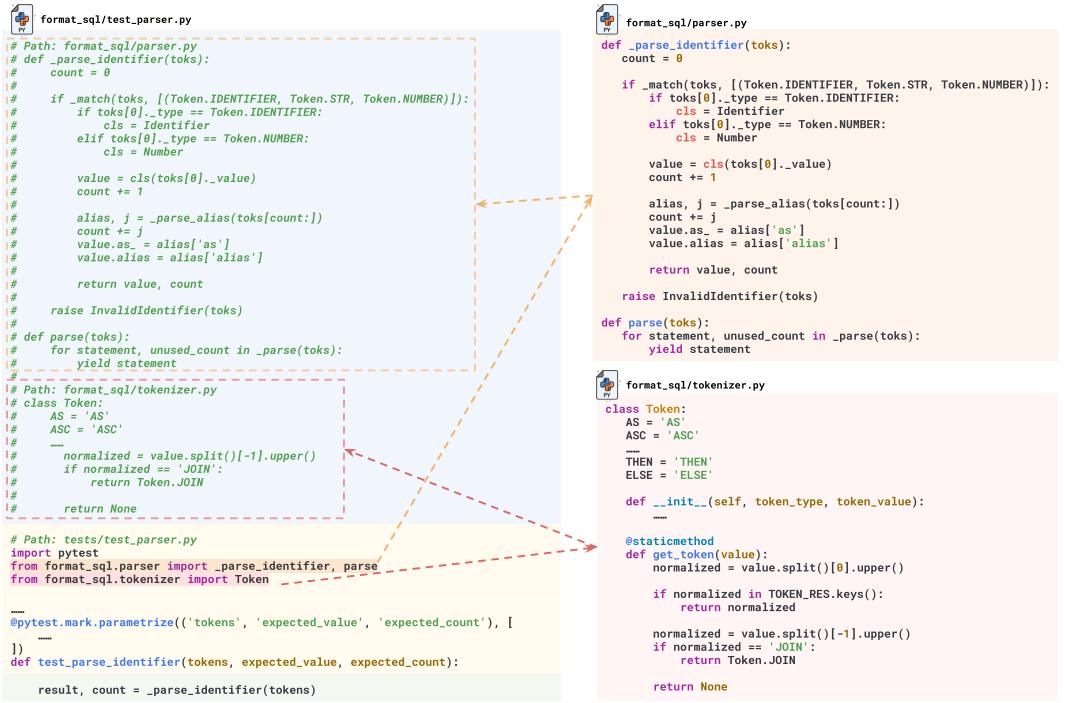 format_sql/test_parser.py
# Path: format_sql/parser.py
# def _parse_identifier(toks):
#     count = 0
#
#     if _match(toks, [(Token.IDENTIFIER, Token.STR, Token.NUMBER)]):
#         if toks[0]._type == Token.IDENTIFIER:
#             cls = Identifier
#         elif toks[0]._type == Token.NUMBER:
#             cls = Number
#
#         value = cls(toks[0]._value)
#         count += 1
#
#         alias, j = _parse_alias(toks[count:])
#         count += j
#         value.as_ = alias['as']
#         value.alias = alias['alias']
#
#         return value, count
#
#     raise InvalidIdentifier(toks)
#
# def parse(toks):
#     for statement, unused_count in _parse(toks):
#         yield statement
#
# Path: format_sql/tokenizer.py
# class Token:
#     AS = 'AS'
#     ASC = 'ASC'
#     ……
#       normalized = value.split()[-1].upper()
#       if normalized == 'JOIN':
#           return Token.JOIN
#
#       return None
# Path: tests/test_parser.py
import pytest
from format_sql.parser import _parse_identifier, parse
from format_sql.tokenizer import Token
……
@pytest.mark.parametrize(('tokens', 'expected_value', 'expected_count'), [
    ……
])
def test_parse_identifier(tokens, expected_value, expected_count):
    result, count = _parse_identifier(tokens)
format_sql/parser.py
def _parse_identifier(toks):
   count = 0
   if _match(toks, [(Token.IDENTIFIER, Token.STR, Token.NUMBER)]):
       if toks[0]._type == Token.IDENTIFIER:
           cls = Identifier
       elif toks[0]._type == Token.NUMBER:
           cls = Number
       value = cls(toks[0]._value)
       count += 1
       alias, j = _parse_alias(toks[count:])
       count += j
       value.as_ = alias['as']
       value.alias = alias['alias']
       return value, count
   raise InvalidIdentifier(toks)
def parse(toks):
   for statement, unused_count in _parse(toks):
       yield statement
format_sql/tokenizer.py
class Token:
   AS = 'AS'
   ASC = 'ASC'
   ……
   THEN = 'THEN'
   ELSE = 'ELSE'
   def __init__(self, token_type, token_value):
       ……
   @staticmethod
   def get_token(value):
       normalized = value.split()[0].upper()
       if normalized in TOKEN_RES.keys():
           return normalized
       normalized = value.split()[-1].upper()
       if normalized == 'JOIN':
           return Token.JOIN
       return None